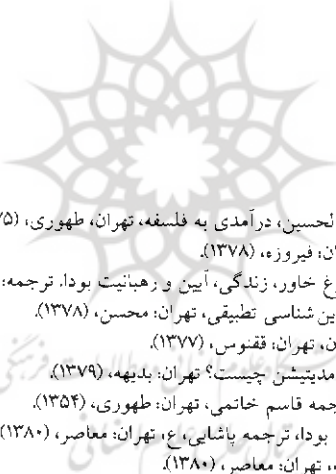 لحسین، درآمدی به فلسفه، تهران، طهوری، (۷۵
ان: فیروزه، (۱۳۷۸).
غ خاور، زندگی، آیین و رهبانیت بودا. ترجمه:
ین شناسی تطبیقی، تهران: محسن، (۱۳۷۸).
ن، تهران: ققنوس، (۱۳۷۷).
مدیتیشن چیست؟ تهران: بدیهه، (۱۳۷۹).
جمه قاسم خاتمی، تهران: طهوری، (۱۳۵۴).
بودا، ترجمه پاشایی، ع، تهران: معاصر، (۱۳۸۰)
، تهران: معاصر، (۱۳۸۰).